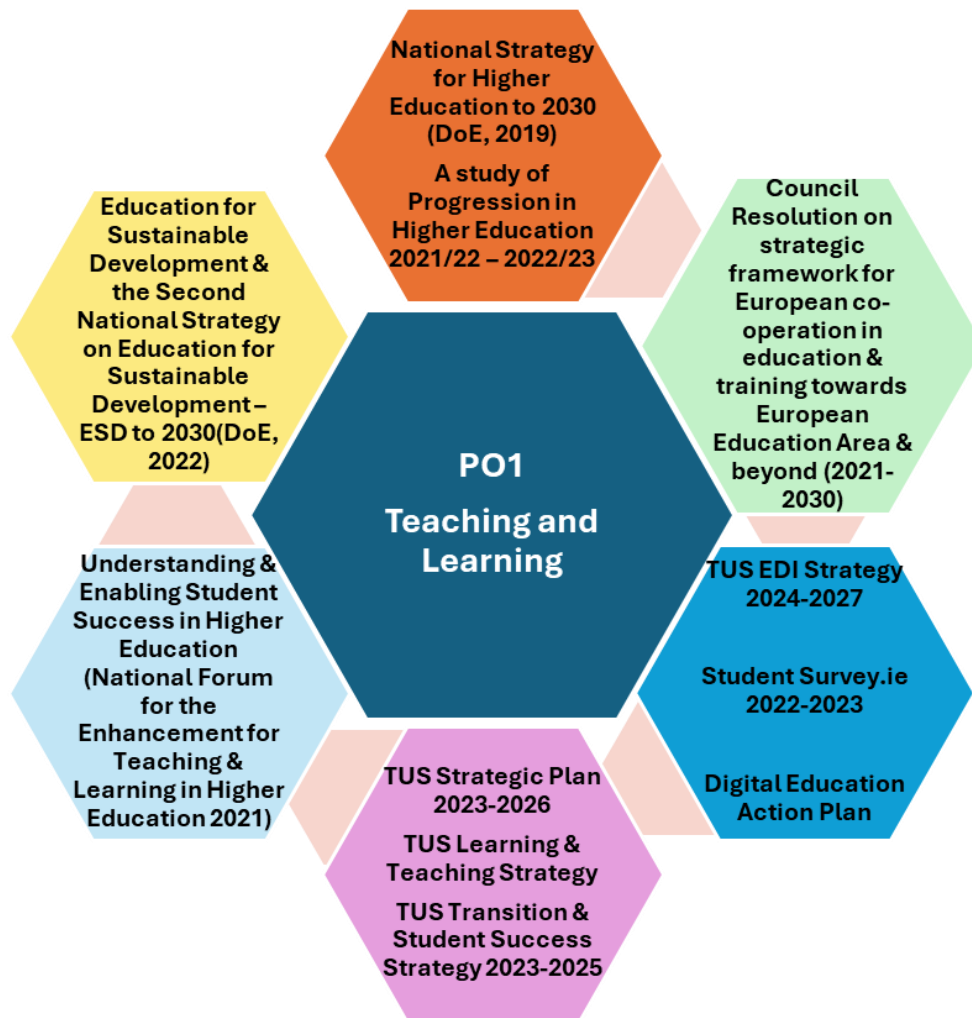 National Strategy
for Higher
Education to 2030
(DoE, 2019)
A study of
Progression in
Higher Education
2021/22 – 2022/23
Council
Resolution on
strategic
framework for
European co-
operation in
education &
training towards
European
Education Area &
beyond (2021-
2030)
TUS EDI Strategy
2024-2027
Student Survey.ie
2022-2023
Digital Education
Action Plan
TUS Strategic Plan
2023-2026
TUS Learning &
Teaching Strategy
TUS Transition &
Student Success
Strategy 2023-2025
Understanding &
Enabling Student
Success in Higher
Education
(National Forum
for the
Enhancement for
Teaching &
Learning in Higher
Education 2021)
Education for
Sustainable
Development &
the Second
National Strategy
on Education for
Sustainable
Development –
ESD to 2030(DoE,
2022)
PO1
Teaching and
Learning